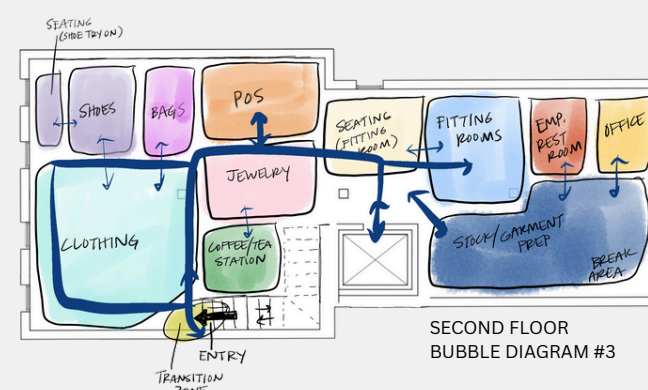 SEATING
(SHOE TRY ON)
SHOES
BAGS
POS
SEATING
(FITTING
ROOM)
FITTING
ROOMS
EMP.
REST
ROOM
OFFICE
JEWELRY
CLOTHING
COFFEE/TEA
STATION
STOCK/GARMENT
PREP
BREAK
AREA
ENTRY
TRANSITION
ZONE
SECOND FLOOR
BUBBLE DIAGRAM #3